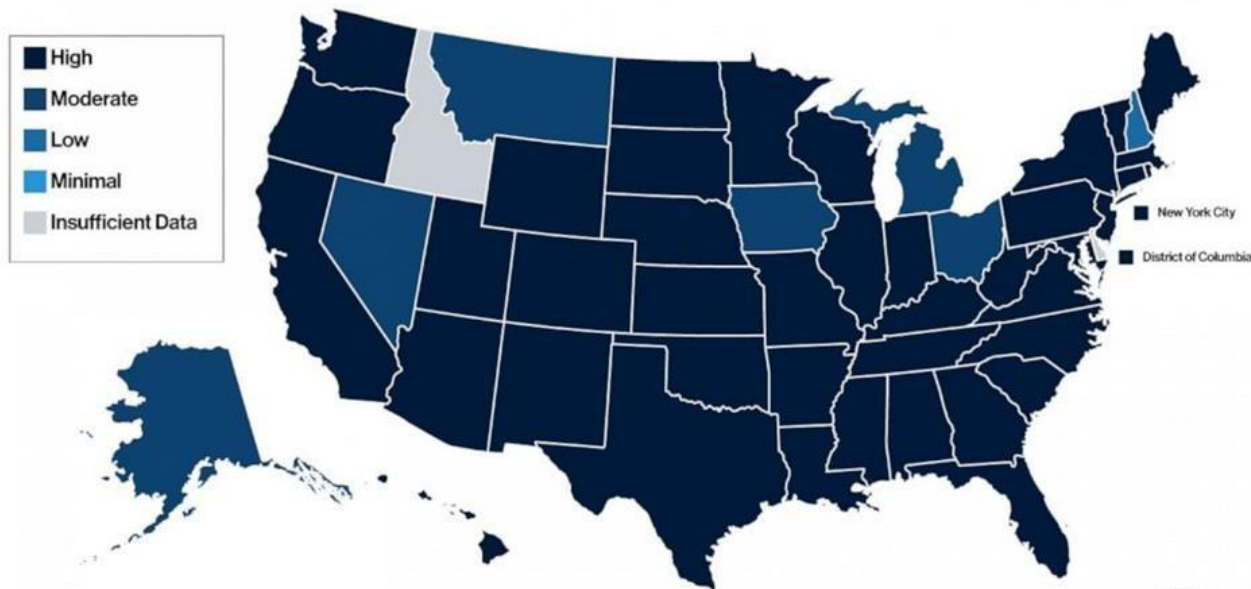 High
Moderate
Low
Minimal
Insufficient Data
New York City
District of Columbia